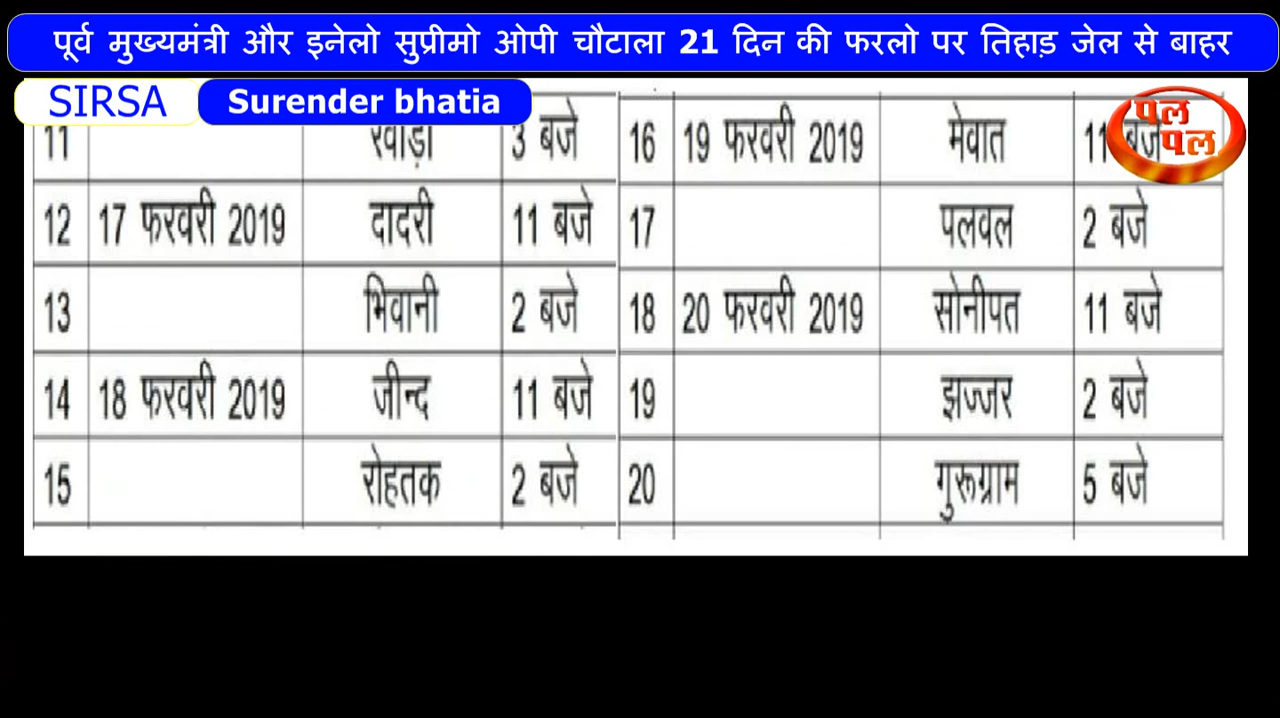 पूर्व मुख्यमंत्री और इनेलो सुप्रीमो ओपी चौटाला 21 दिन की फरलो पर तिहाड़ जेल से बाहर
SIRSA Surender bhatia
पल
पल
11 3 बजे
12 17 फरवरी 2019 दादरी 11 बजे
13 भिवानी 2 बजे
14 18 फरवरी 2019 जीन्द 11 बजे
15 रोहतक 2 बजे
16 19 फरवरी 2019 मेवात 11 बजे
17 पलवल 2 बजे
18 20 फरवरी 2019 सोनीपत 11 बजे
19 झज्जर 2 बजे
20 गुरूग्राम 5 बजे